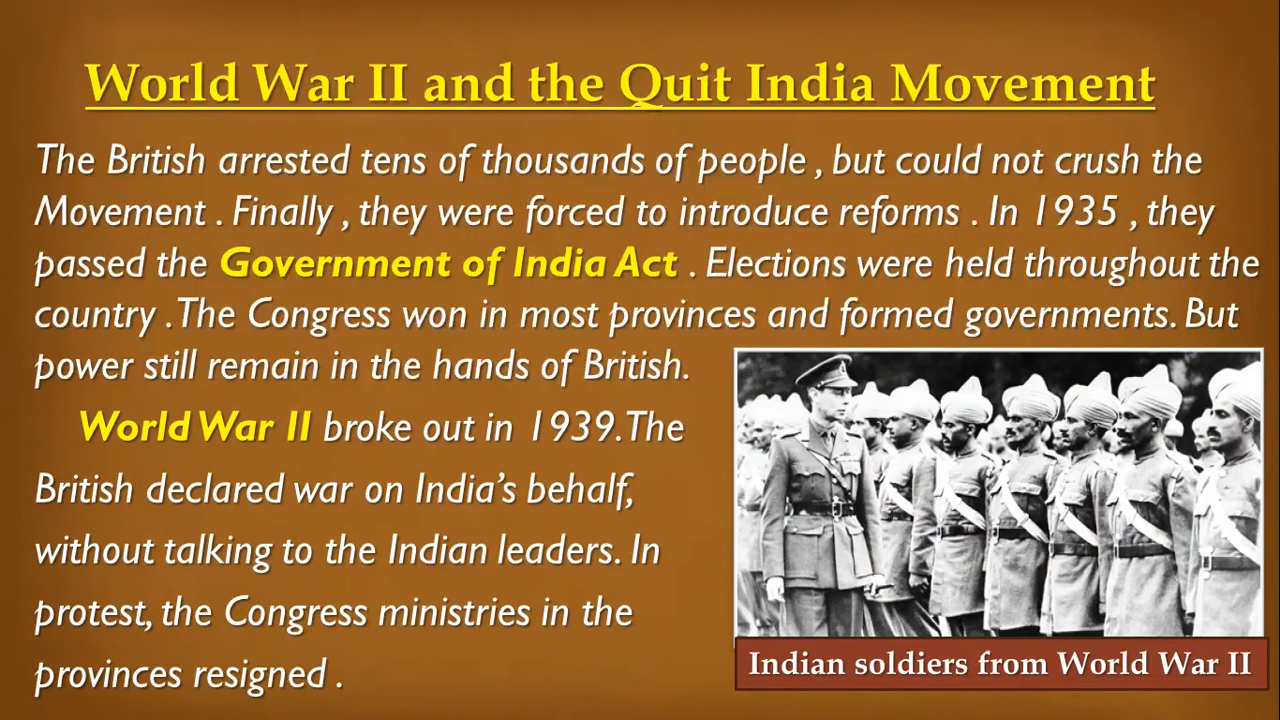 World War II and the Quit India Movement
The British arrested tens of thousands of people , but could not crush the
Movement . Finally , they were forced to introduce reforms . In 1935 , they
passed the Government of India Act . Elections were held throughout the
country . The Congress won in most provinces and formed governments. But
power still remain in the hands of British.
World War II broke out in 1939. The
British declared war on India’s behalf,
without talking to the Indian leaders. In
protest, the Congress ministries in the
provinces resigned .
Indian soldiers from World War II